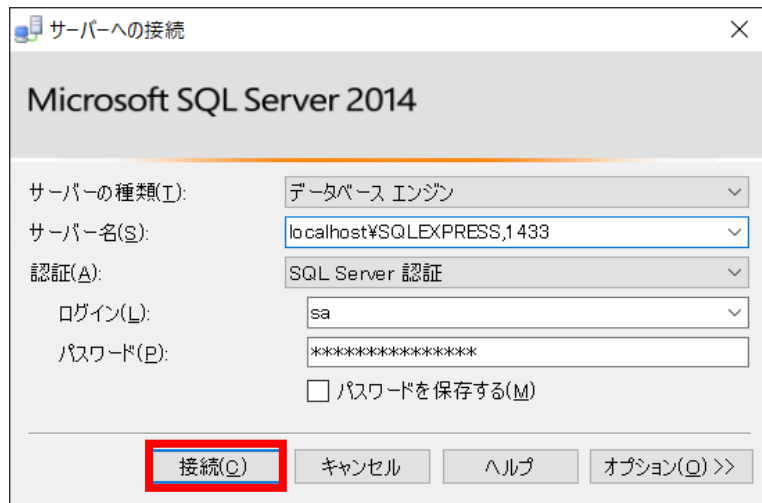 サーバーへの接続
Microsoft SQL Server 2014
サーバーの種類(T): データベース エンジン
サーバー名(S): localhost¥SQLEXPRESS,1433
認証(A): SQL Server 認証
ログイン(L): sa
パスワード(P): ***************
パスワードを保存する(M)
接続(C) キャンセル ヘルプ オプション(O) >>